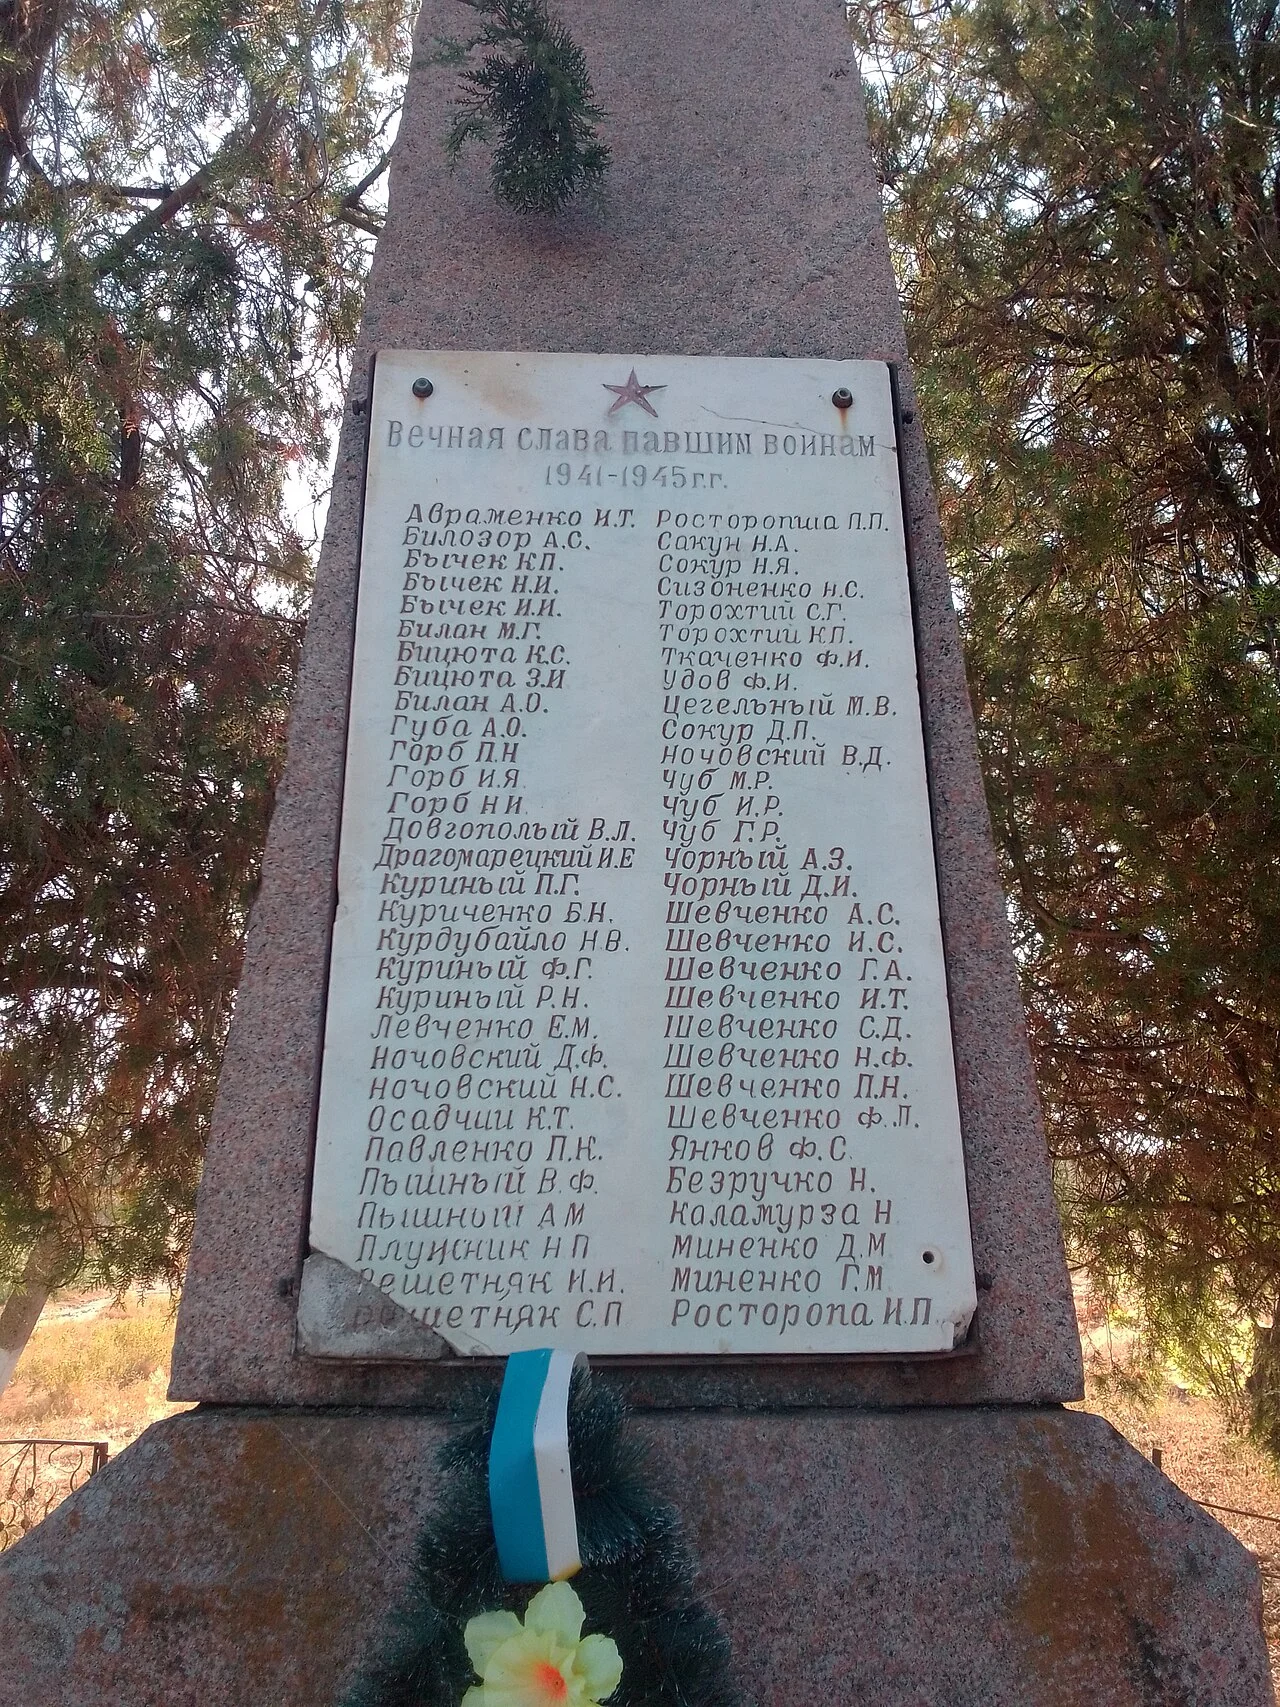 Вечная слава павшим воинам
1941-1945 г.г.
Авраменко И.Т.
Билозор А.С.
Бычек К.П.
Бычек Н.И.
Бычек И.И.
Билан М.Г.
Бицюта К.С.
Бицюта З.И
Билан А.О.
Губа А.О.
Горб П.Н
Горб И.Я
Горб Н И.
Довгополый В.Л.
Драгомарецкий И.Е
Куриный П.Г.
Куриченко Б.Н.
Курдубайло Н.В.
Куриный Ф.Г.
Куриный Р.Н.
Левченко Е.М.
Ночовский Д.Ф.
Ночовский Н.С.
Осадчий К.Т.
Павленко П.К.
Пышный В.Ф.
Пышный А М
Плужник Н П
Решетняк И.И.
Решетняк С.П
Росторопша П.П.
Сакун Н.А.
Сокур Н.Я.
Сизоненко Н.С.
Торохтий С.Г.
Торохтий К.П.
Ткаченко Ф.И.
Удов Ф.И.
Цегельный М.В.
Сокур Д.П.
Ночовский В.Д.
Чуб М.Р.
Чуб И.Р.
Чуб Г.Р.
Чорный А.З.
Чорный Д.И.
Шевченко А.С.
Шевченко И.С.
Шевченко Г.А.
Шевченко И.Т.
Шевченко С.Д.
Шевченко Н.Ф.
Шевченко П.Н.
Шевченко Ф.П.
Янков Ф.С.
Безручко Н.
Каламурза Н
Миненко Д.М
Миненко Г.М
Росторопа И.П.